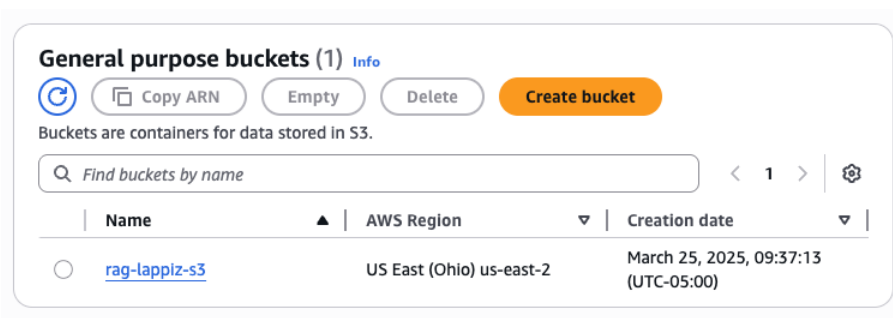 General purpose buckets (1) Info
Copy ARN Empty Delete Create bucket
Buckets are containers for data stored in S3.
Find buckets by name 1
Name AWS Region Creation date
rag-lappiz-s3 US East (Ohio) us-east-2 March 25, 2025, 09:37:13
(UTC-05:00)